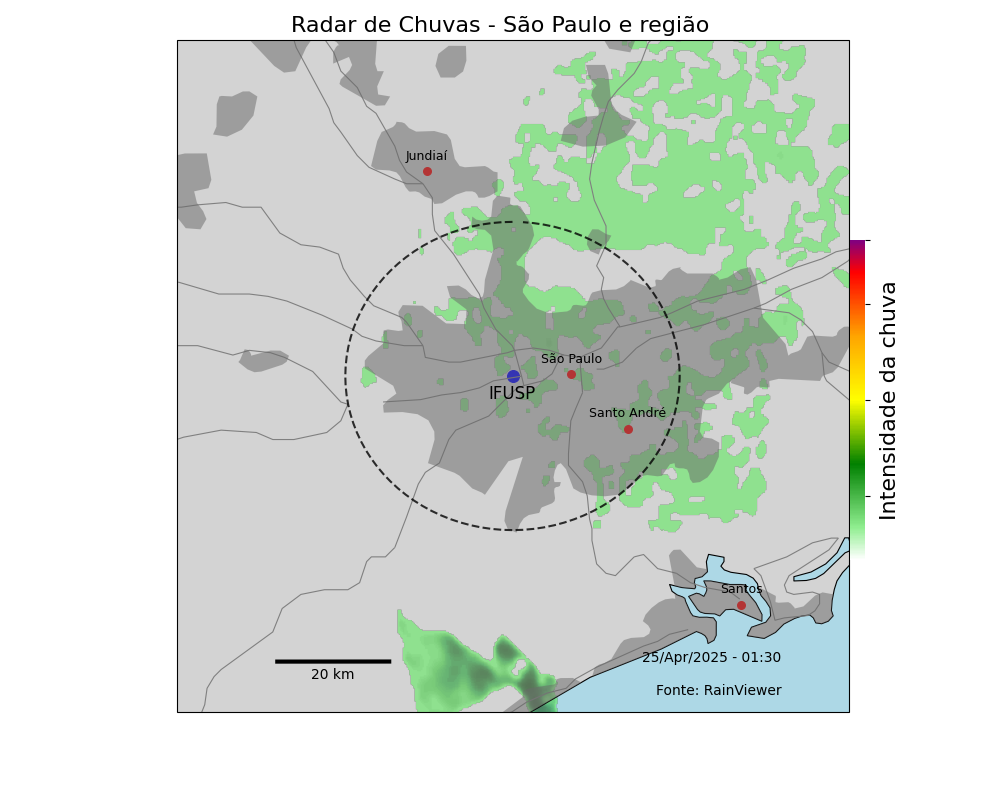 Radar de Chuvas - São Paulo e região
Jundiaí
São Paulo
IFUSP
Santo André
Santos
25/Apr/2025 - 01:30
20 km
Fonte: RainViewer
Intensidade da chuva